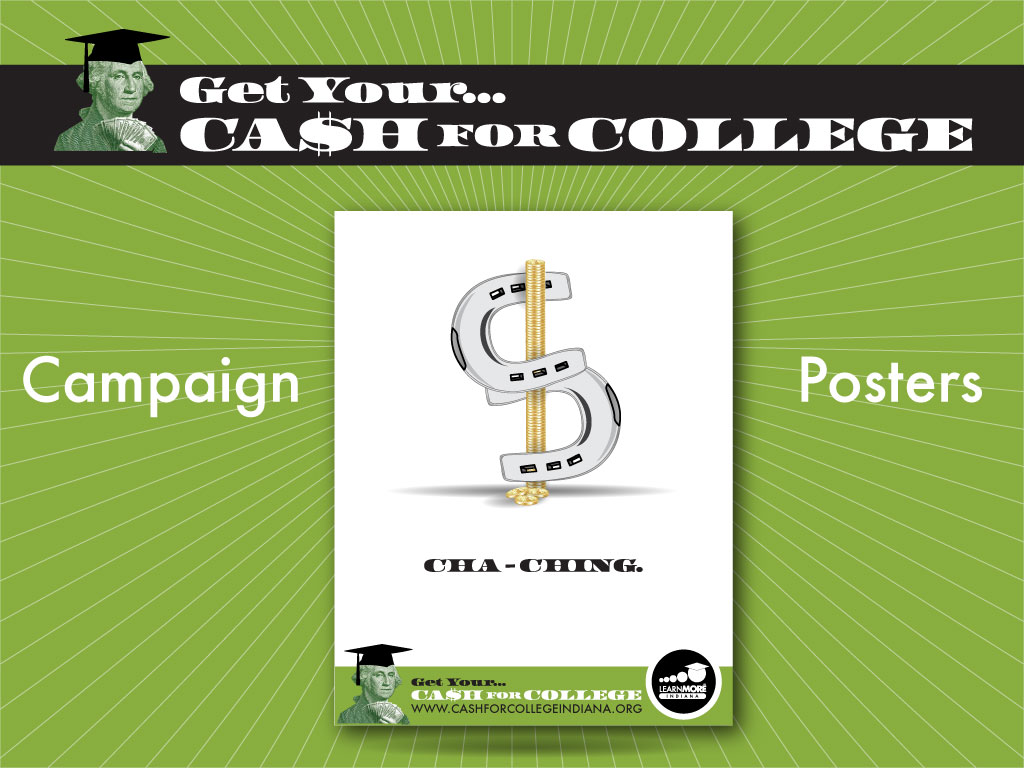 Get Your...
CA$H FOR COLLEGE
Campaign
Posters
CHA-CHING.
Get Your...
CA$H FOR COLLEGE
WWW.CASHFORCOLLEGEINDIANA.ORG
LEARNMORE
INDIANA